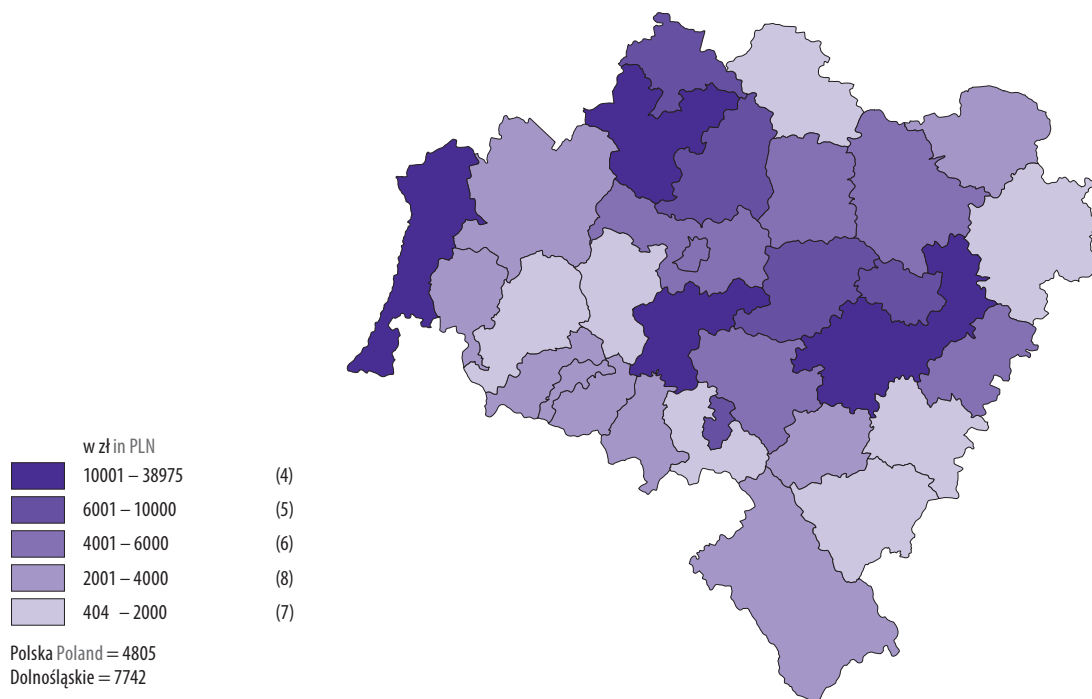 w zł in PLN
10001 – 38975 (4)
6001 – 10000 (5)
4001 – 6000 (6)
2001 – 4000 (8)
404 – 2000 (7)
Polska Poland = 4805
Dolnośląskie = 7742